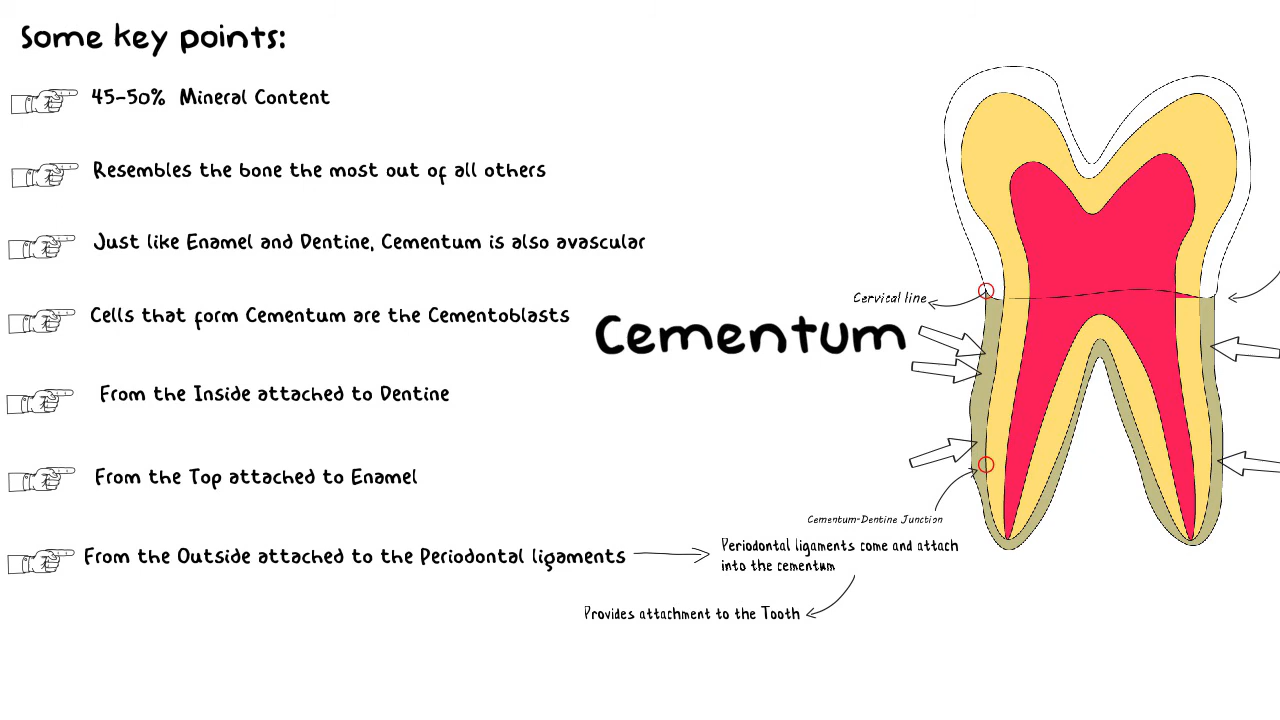 Some key points:
45-50% Mineral Content
Resembles the bone the most out of all others
Just like Enamel and Dentine, Cementum is also avascular
Cells that form Cementum are the Cementoblasts
From the Inside attached to Dentine
From the Top attached to Enamel
From the Outside attached to the Periodontal ligaments
Periodontal ligaments come and attach
into the cementum
Provides attachment to the Tooth
Cementum
Cervical line
Cementum-Dentine Junction